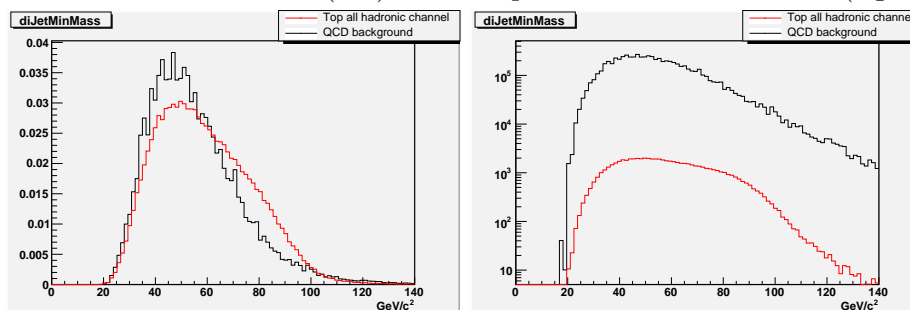 diJetMinMass
Top all hadronic channel
QCD background
0.04
0.035
0.03
0.025
0.02
0.015
0.01
0.005
0
0 20 40 60 80 100 120 140
GeV/c²
diJetMinMass
Top all hadronic channel
QCD background
10⁵
10⁴
10³
10²
10
0 20 40 60 80 100 120 140
GeV/c²